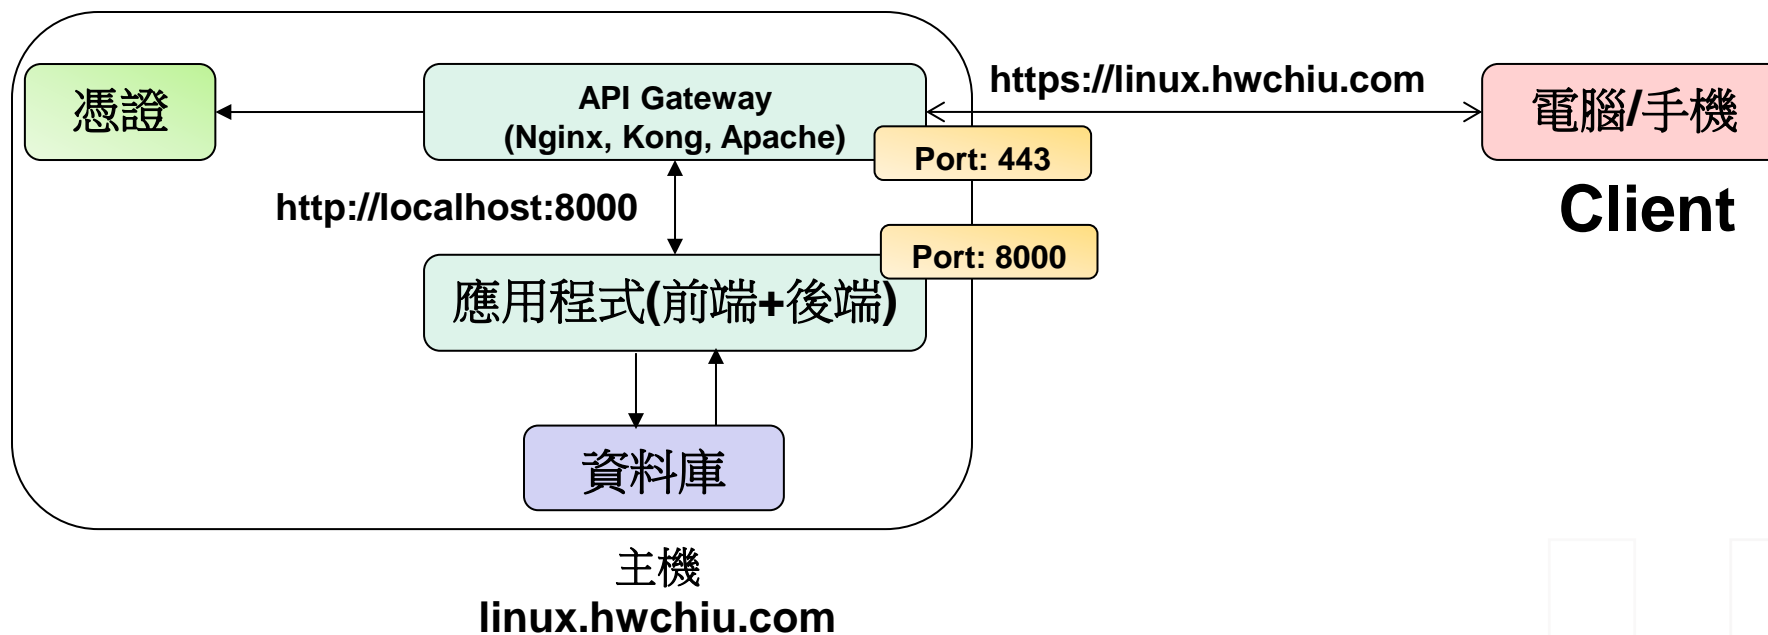 憑證
API Gateway
(Nginx, Kong, Apache)
https://linux.hwchiu.com
電腦/手機
Port: 443
http://localhost:8000
Client
Port: 8000
應用程式(前端+後端)
資料庫
主機
linux.hwchiu.com